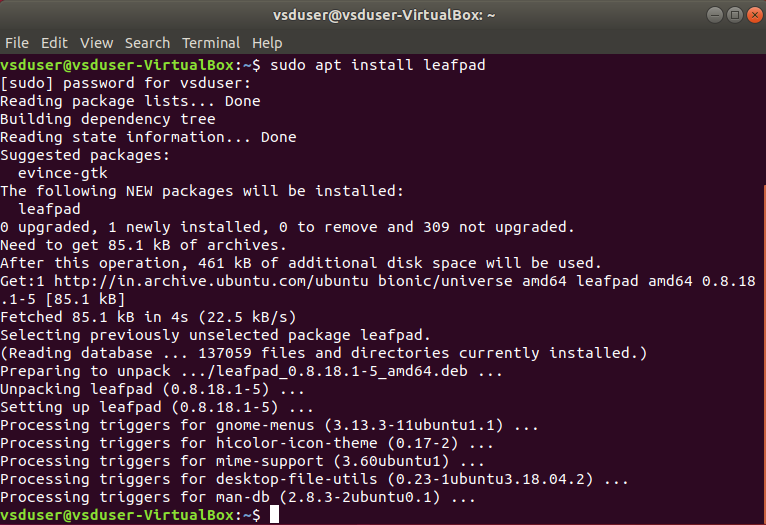 vsduser@vsduser-VirtualBox: ~
File Edit View Search Terminal Help
vsduser@vsduser-VirtualBox:~$ sudo apt install leafpad
[sudo] password for vsduser:
Reading package lists... Done
Building dependency tree
Reading state information... Done
Suggested packages:
  evince-gtk
The following NEW packages will be installed:
  leafpad
0 upgraded, 1 newly installed, 0 to remove and 309 not upgraded.
Need to get 85.1 kB of archives.
After this operation, 461 kB of additional disk space will be used.
Get:1 http://in.archive.ubuntu.com/ubuntu bionic/universe amd64 leafpad amd64 0.8.18
.1-5 [85.1 kB]
Fetched 85.1 kB in 4s (22.5 kB/s)
Selecting previously unselected package leafpad.
(Reading database ... 137059 files and directories currently installed.)
Preparing to unpack .../leafpad_0.8.18.1-5_amd64.deb ...
Unpacking leafpad (0.8.18.1-5) ...
Setting up leafpad (0.8.18.1-5) ...
Processing triggers for gnome-menus (3.13.3-11ubuntu1.1) ...
Processing triggers for hicolor-icon-theme (0.17-2) ...
Processing triggers for mime-support (3.60ubuntu1) ...
Processing triggers for desktop-file-utils (0.23-1ubuntu3.18.04.2) ...
Processing triggers for man-db (2.8.3-2ubuntu0.1) ...
vsduser@vsduser-VirtualBox:~$